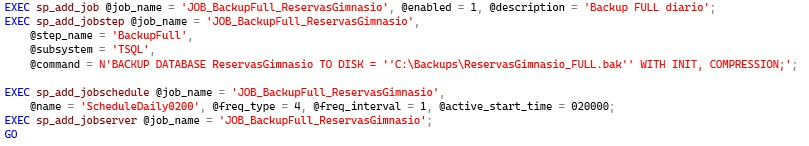 EXEC sp_add_job @job_name = 'JOB_BackupFull_ReservasGimnasio', @enabled = 1, @description = 'Backup FULL diario';
EXEC sp_add_jobstep @job_name = 'JOB_BackupFull_ReservasGimnasio',
    @step_name = 'BackupFull',
    @subsystem = 'TSQL',
    @command = N'BACKUP DATABASE ReservasGimnasio TO DISK = ''C:\Backups\ReservasGimnasio_FULL.bak'' WITH INIT, COMPRESSION;';

EXEC sp_add_jobschedule @job_name = 'JOB_BackupFull_ReservasGimnasio',
    @name = 'ScheduleDaily0200', @freq_type = 4, @freq_interval = 1, @active_start_time = 020000;
EXEC sp_add_jobserver @job_name = 'JOB_BackupFull_ReservasGimnasio';
GO